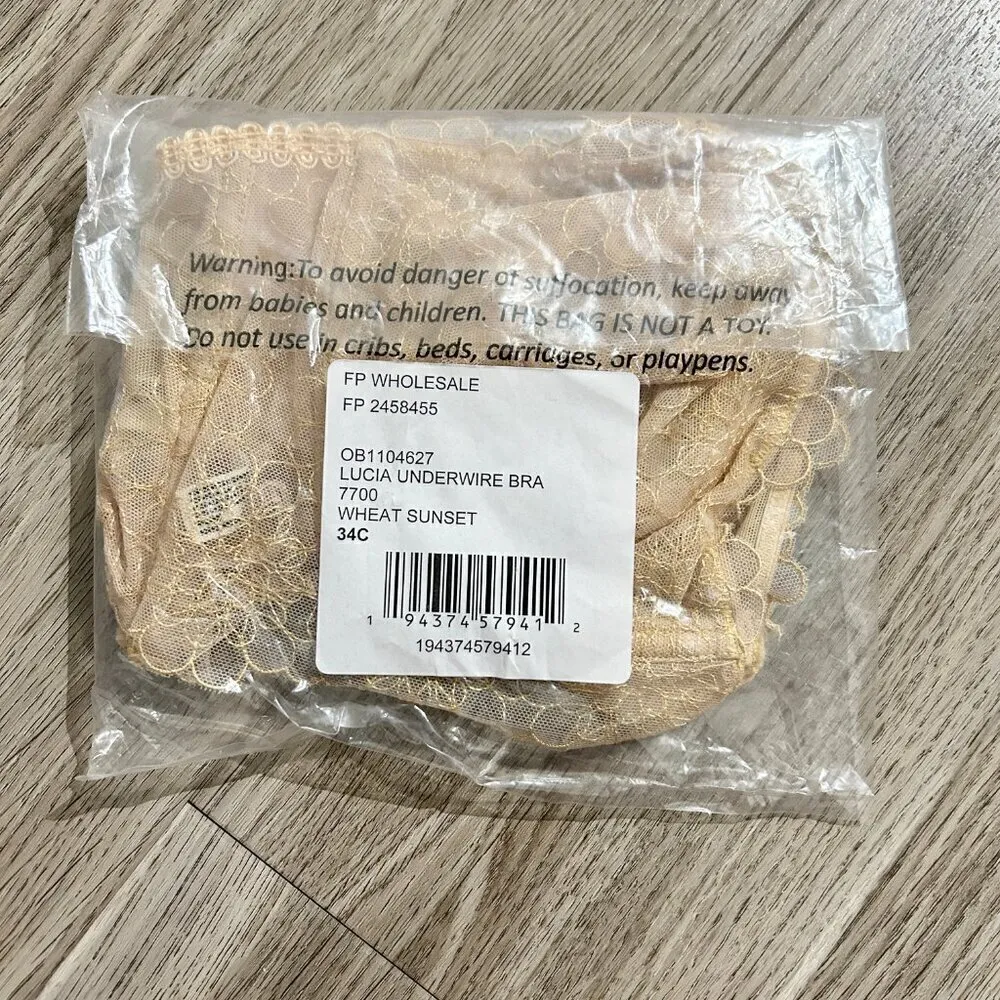 Warning:To avoid danger of suffocation, keep away
from babies and children. THIS BAG IS NOT A TOY.
Do not use in cribs, beds, carriages, or playpens.
FP WHOLESALE
FP 2458455
OB1104627
LUCIA UNDERWIRE BRA
7700
WHEAT SUNSET
34C
1 94374 57941 2
194374579412